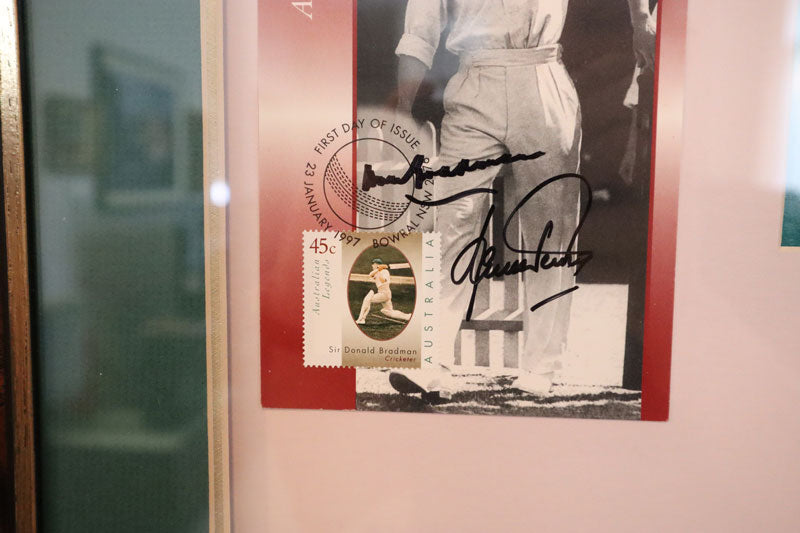 A
FIRST DAY OF ISSUE
23 JANUARY 1997
BOWRAL NSW 2576
45c
Australian
Legends
AUSTRALIA
Sir Donald Bradman
Cricketer